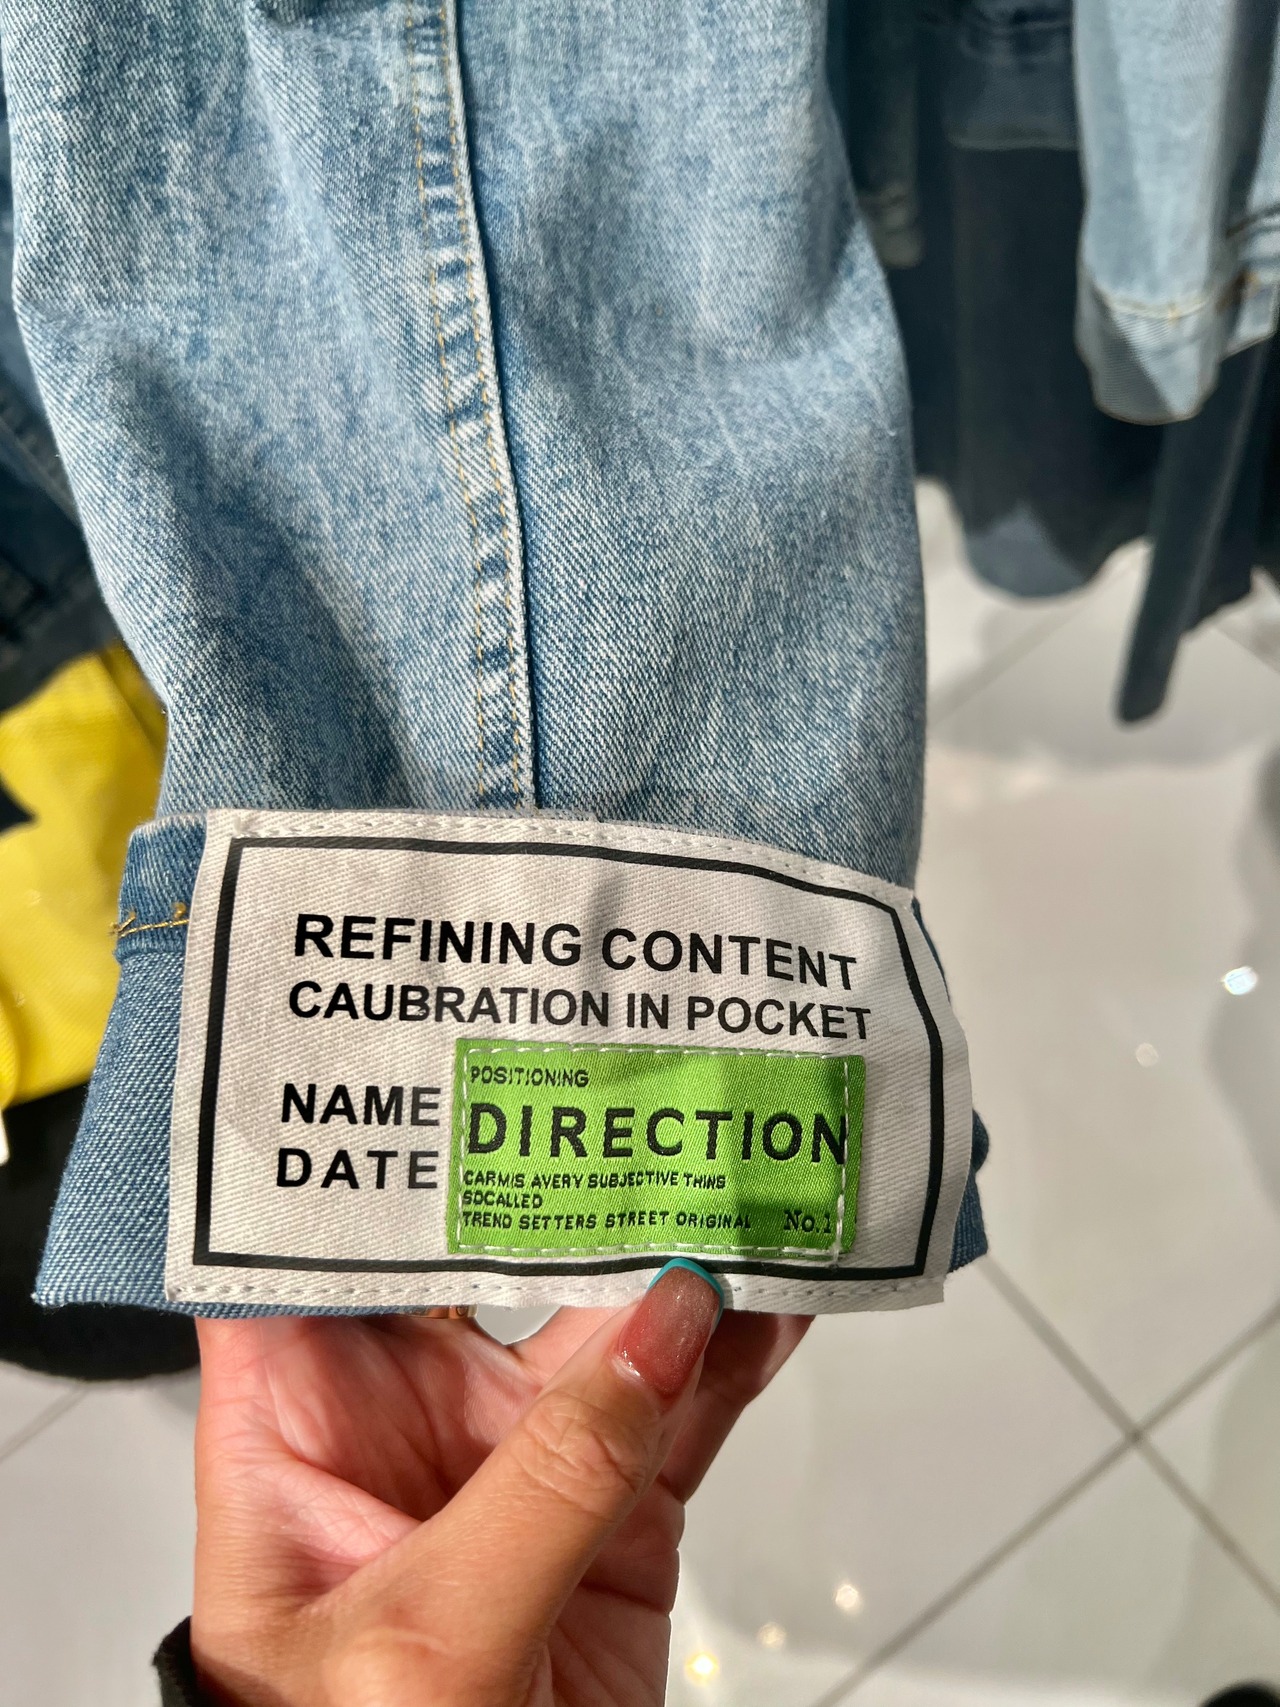 REFINING CONTENT
CAUBRATION IN POCKET
NAME
DATE
POSITIONING
DIRECTION
CARMIS AVERY SUBJECTIVE THING
SOCALLED
TREND SETTERS STREET ORIGINAL No.1